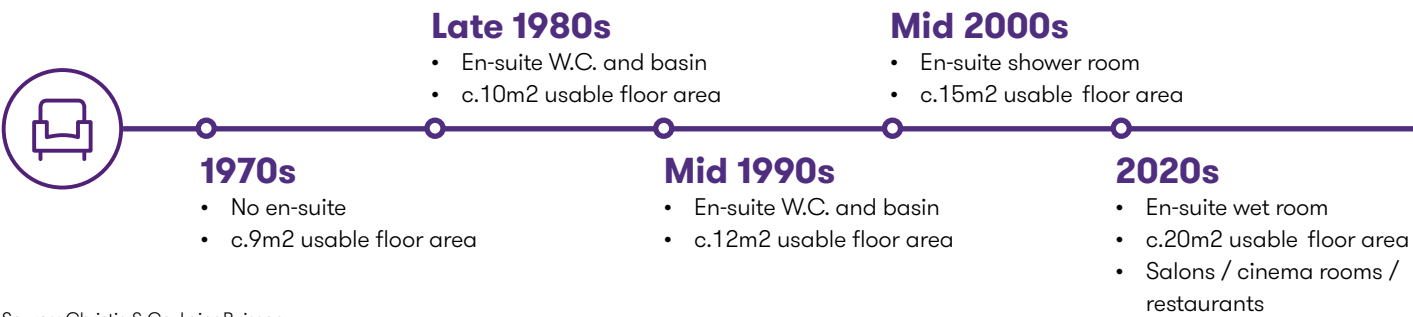 Late 1980s
• En-suite W.C. and basin
• c.10m2 usable floor area
Mid 2000s
• En-suite shower room
• c.15m2 usable floor area
1970s
• No en-suite
• c.9m2 usable floor area
Mid 1990s
• En-suite W.C. and basin
• c.12m2 usable floor area
2020s
• En-suite wet room
• c.20m2 usable floor area
• Salons / cinema rooms /
restaurants